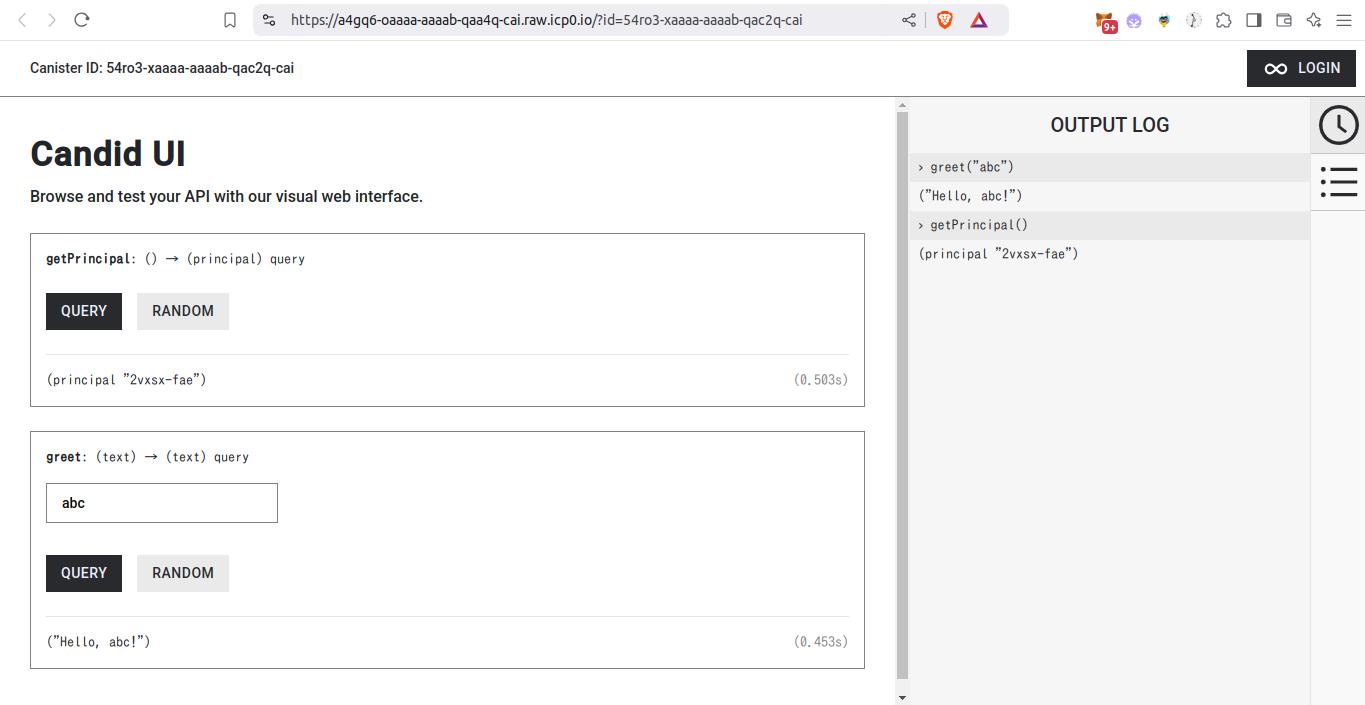 https://a4gq6-oaaaa-aaaab-qaa4q-cai.raw.icp0.io/?id=54ro3-xaaaa-aaaab-qac2q-cai
9+
Canister ID: 54ro3-xaaaa-aaaab-qac2q-cai
LOGIN
Candid UI
Browse and test your API with our visual web interface.
getPrincipal: () → (principal) query
QUERY
RANDOM
(principal "2vxsx-fae")
(0.503s)
greet: (text) → (text) query
abc
QUERY
RANDOM
("Hello, abc!")
(0.453s)
OUTPUT LOG
› greet("abc")
("Hello, abc!")
› getPrincipal()
(principal "2vxsx-fae")